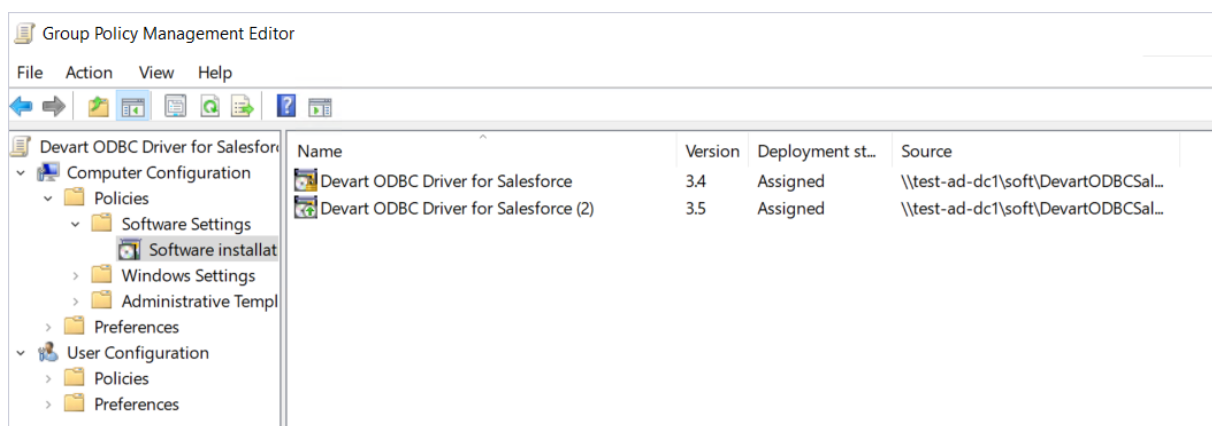 Group Policy Management Editor
File Action View Help
Devart ODBC Driver for Salesforc
Computer Configuration
Policies
Software Settings
Software installat
Windows Settings
Administrative Templ
Preferences
User Configuration
Policies
Preferences
Name Version Deployment st... Source
Devart ODBC Driver for Salesforce 3.4 Assigned \\test-ad-dc1\soft\DevartODBCSal...
Devart ODBC Driver for Salesforce (2) 3.5 Assigned \\test-ad-dc1\soft\DevartODBCSal...